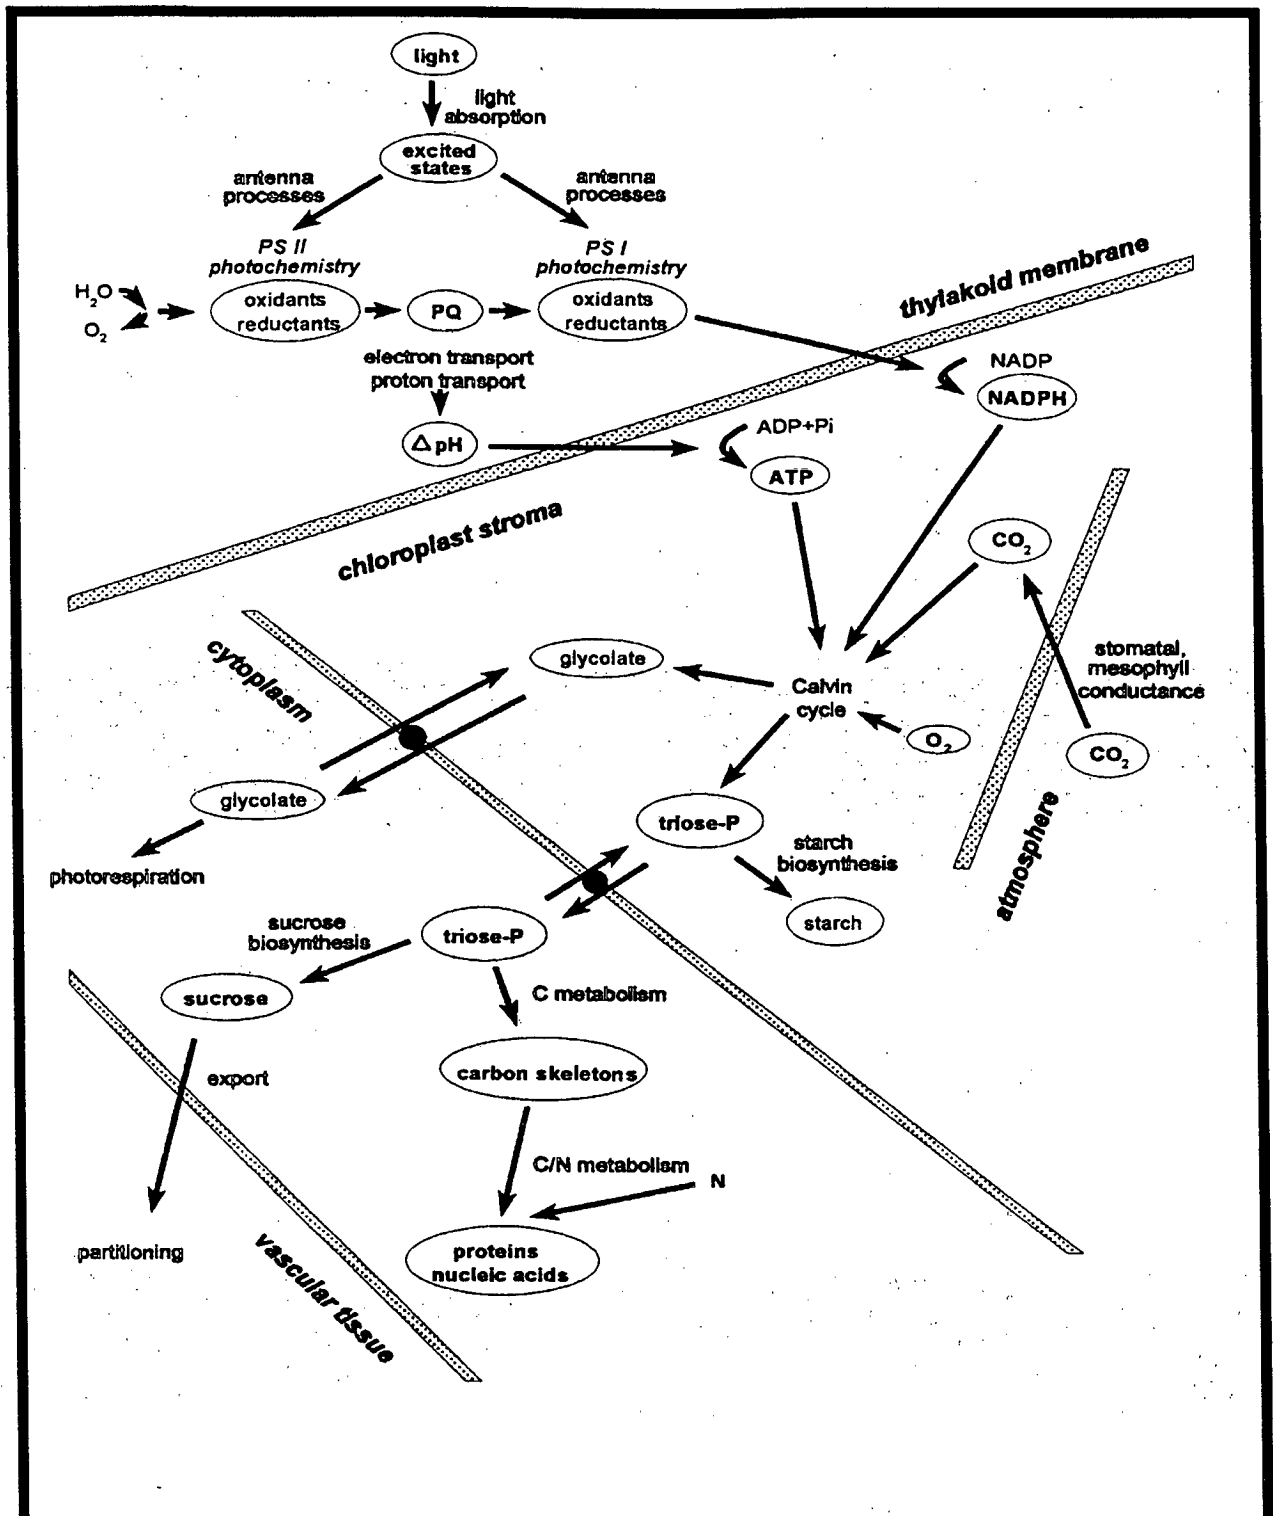 light
light
absorption
excited
states
antenna
processes
antenna
processes
PS II
photochemistry
PS I
photochemistry
H₂O
O₂
oxidants
reductants
PQ
oxidants
reductants
thylakoid membrane
electron transport
proton transport
NADP
NADPH
Δ pH
ADP+Pi
ATP
chloroplast stroma
CO₂
cytoplasm
glycolate
stomatal,
mesophyll
conductance
Calvin
cycle
O₂
CO₂
glycolate
triose-P
starch
biosynthesis
atmosphere
photorespiration
starch
sucrose
biosynthesis
triose-P
sucrose
C metabolism
export
carbon skeletons
C/N metabolism
N
partitioning
vascular tissue
proteins
nucleic acids